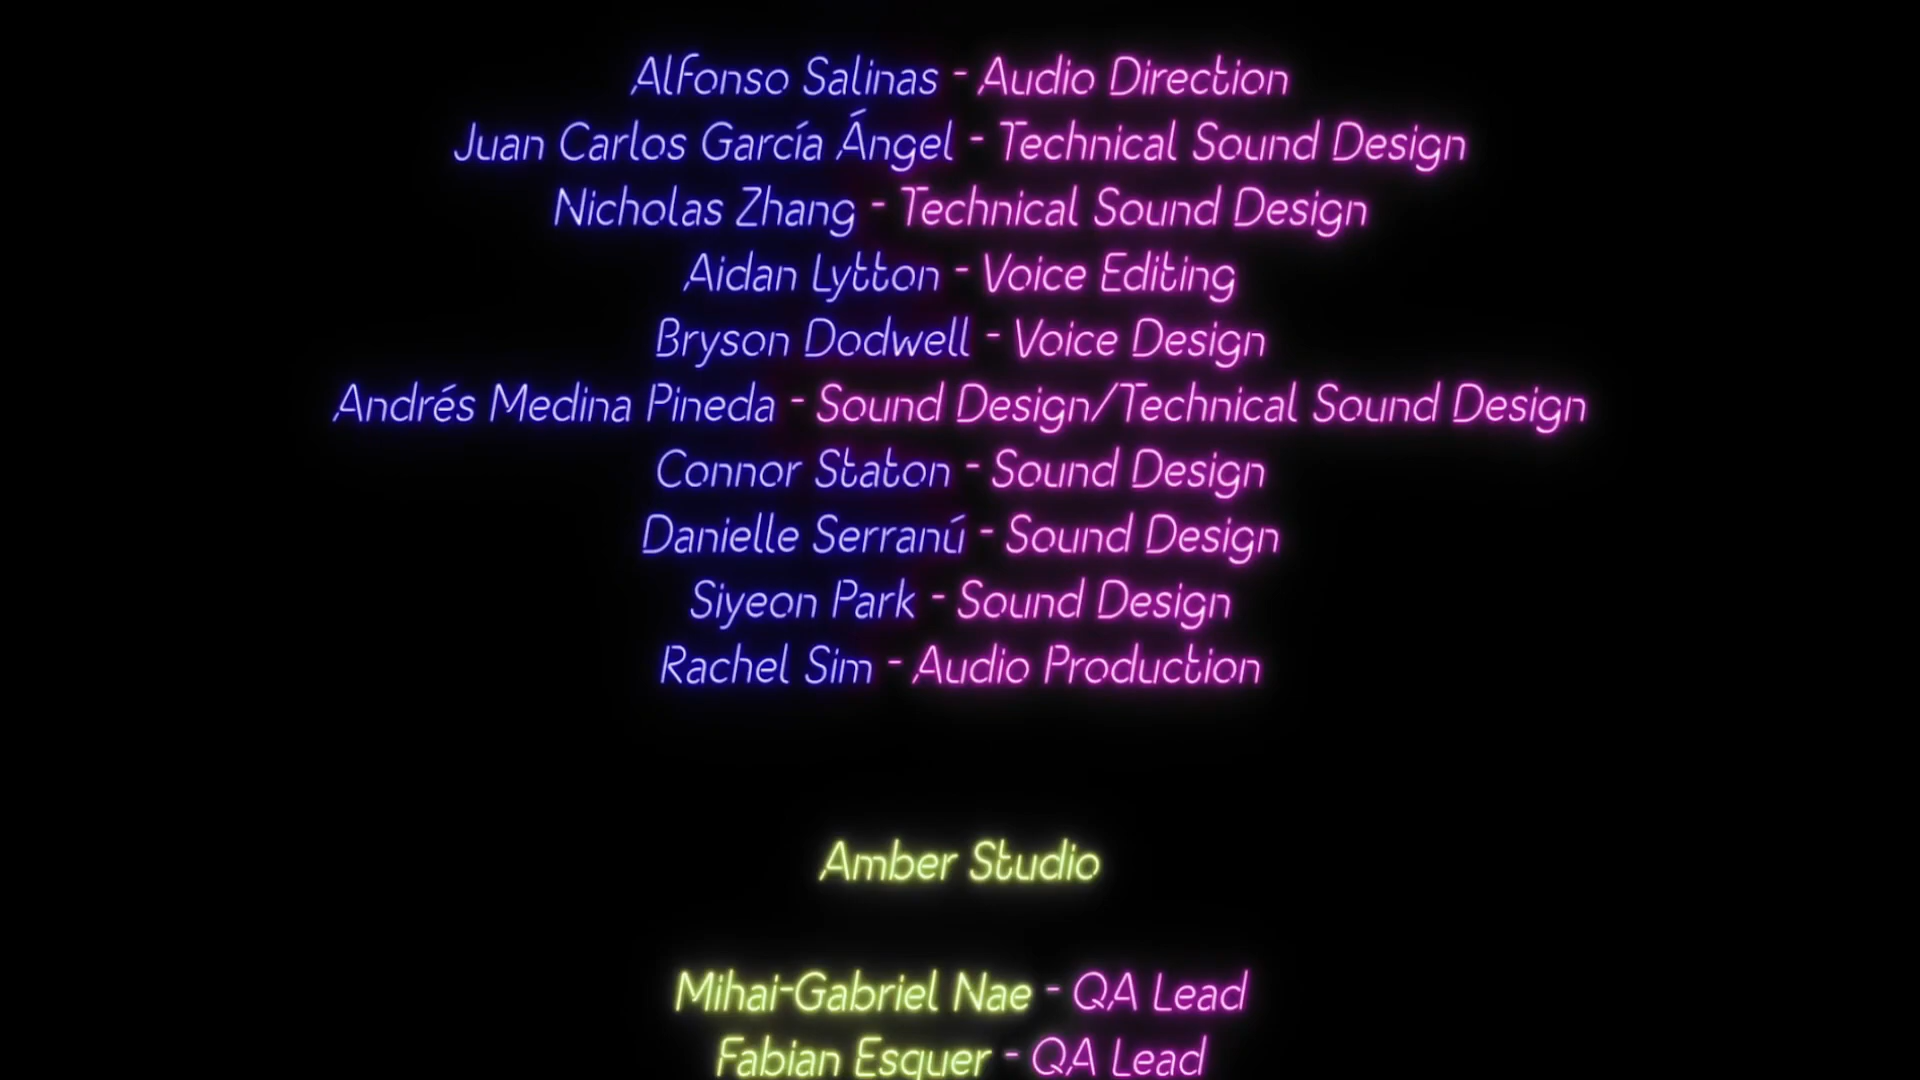 Alfonso Salinas - Audio Direction
Juan Carlos García Ángel - Technical Sound Design
Nicholas Zhang - Technical Sound Design
Aidan Lytton - Voice Editing
Bryson Dodwell - Voice Design
Andrés Medina Pineda - Sound Design/Technical Sound Design
Connor Staton - Sound Design
Danielle Serranú - Sound Design
Siyeon Park - Sound Design
Rachel Sim - Audio Production
Amber Studio
Mihai-Gabriel Nae - QA Lead
Fabian Esquer - QA Lead